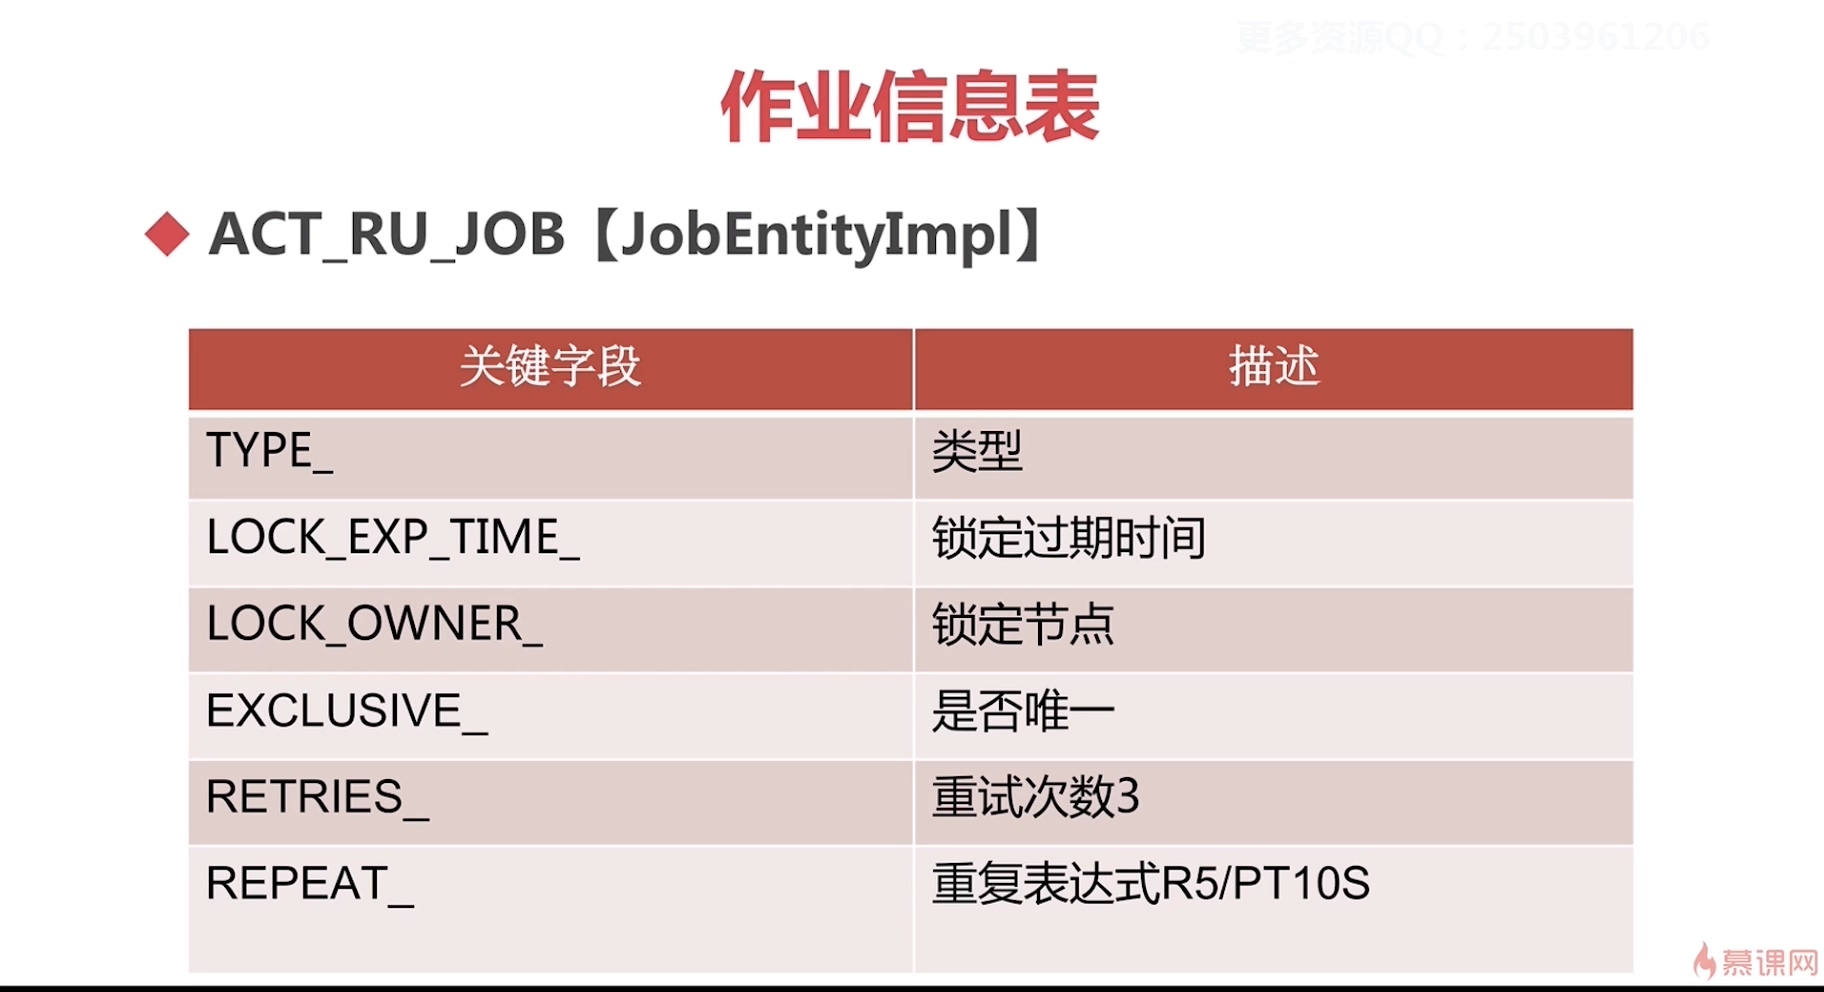 更多资源QQ：2503961206
作业信息表
ACT_RU_JOB【JobEntityImpl】
关键字段 描述
TYPE_ 类型
LOCK_EXP_TIME_ 锁定过期时间
LOCK_OWNER_ 锁定节点
EXCLUSIVE_ 是否唯一
RETRIES_ 重试次数3
REPEAT_ 重复表达式R5/PT10S
慕课网